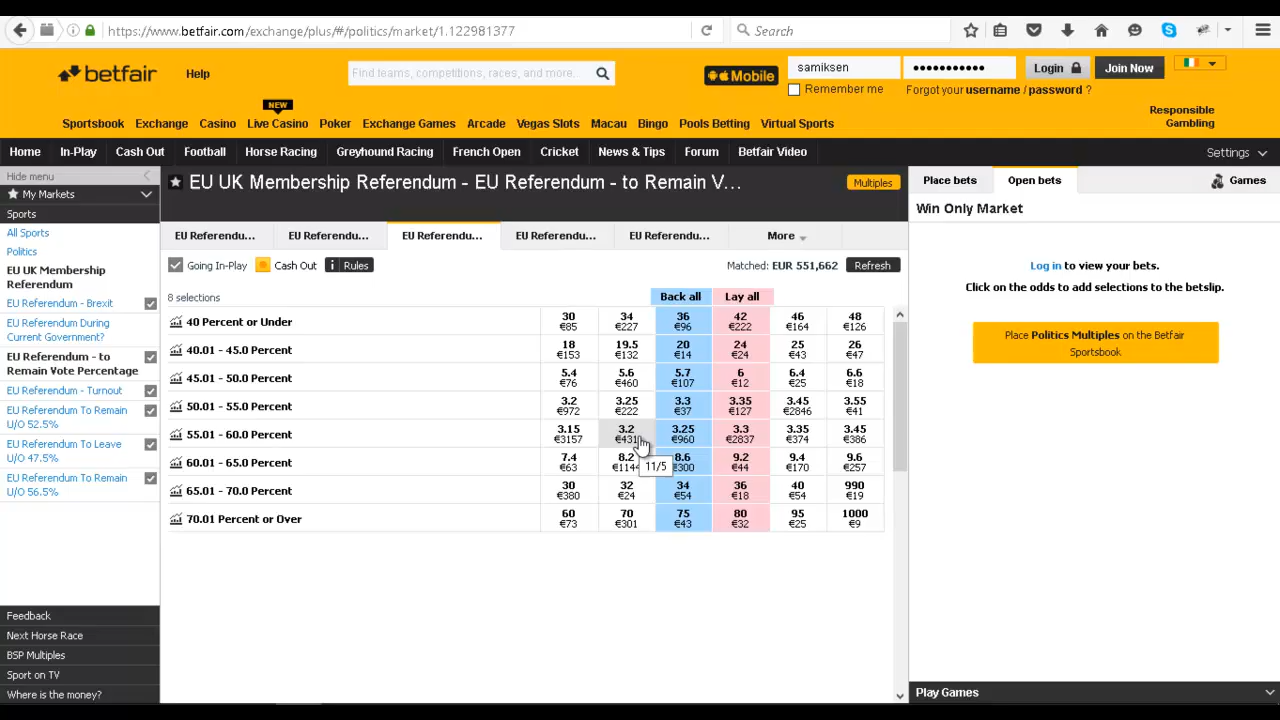 https://www.betfair.com/exchange/plus/#/politics/market/1.122981377
Search
betfair
Help
Find teams, competitions, races, and more...
Mobile
samiksen
Login
Join Now
Remember me
Forgot your username / password ?
NEW
Responsible
Gambling
Sportsbook Exchange Casino Live Casino Poker Exchange Games Arcade Vegas Slots Macau Bingo Pools Betting Virtual Sports
Home In-Play Cash Out Football Horse Racing Greyhound Racing French Open Cricket News & Tips Forum Betfair Video Settings
Hide menu
My Markets
Sports
All Sports
Politics
EU UK Membership
Referendum
EU Referendum - Brexit
EU Referendum During
Current Government?
EU Referendum - to
Remain Vote Percentage
EU Referendum - Turnout
EU Referendum To Remain
U/O 52.5%
EU Referendum To Leave
U/O 47.5%
EU Referendum To Remain
U/O 56.5%
Feedback
Next Horse Race
BSP Multiples
Sport on TV
Where is the money?
EU UK Membership Referendum - EU Referendum - to Remain V...
Multiples
EU Referendu... EU Referendu... EU Referendu... EU Referendu... EU Referendu... More
Going In-Play Cash Out i Rules Matched: EUR 551,662 Refresh
8 selections Back all Lay all
40 Percent or Under 30 34 36 42 46 48
€85 €227 €96 €222 €164 €126
40.01 - 45.0 Percent 18 19.5 20 24 25 26
€153 €132 €14 €24 €43 €47
45.01 - 50.0 Percent 5.4 5.6 5.7 6 6.4 6.6
€76 €460 €107 €12 €25 €18
50.01 - 55.0 Percent 3.2 3.25 3.3 3.35 3.45 3.55
€972 €222 €37 €127 €2846 €41
55.01 - 60.0 Percent 3.15 3.2 3.25 3.3 3.35 3.45
€3157 €431 €960 €2837 €374 €386
60.01 - 65.0 Percent 7.4 8.2 8.6 9.2 9.4 9.6
€63 €1144 €300 €44 €170 €257
11/5
65.01 - 70.0 Percent 30 32 34 36 40 990
€380 €24 €54 €18 €54 €19
70.01 Percent or Over 60 70 75 80 95 1000
€73 €301 €43 €32 €25 €9
Place bets Open bets Games
Win Only Market
Log in to view your bets.
Click on the odds to add selections to the betslip.
Place Politics Multiples on the Betfair
Sportsbook
Play Games